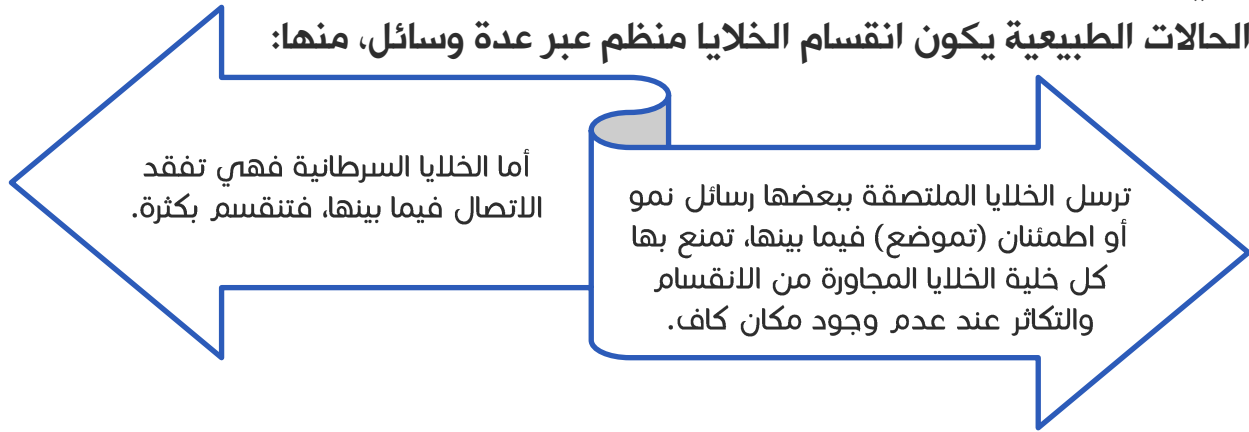 الحالات الطبيعية يكون انقسام الخلايا منظم عبر عدة وسائل، منها:
ترسل الخلايا الملتصقة ببعضها رسائل نمو
أو اطمئنان (تموضع) فيما بينها، تمنع بها
كل خلية الخلايا المجاورة من الانقسام
والتكاثر عند عدم وجود مكان كاف.
أما الخلايا السرطانية فهي تفقد
الاتصال فيما بينها، فتنقسم بكثرة.